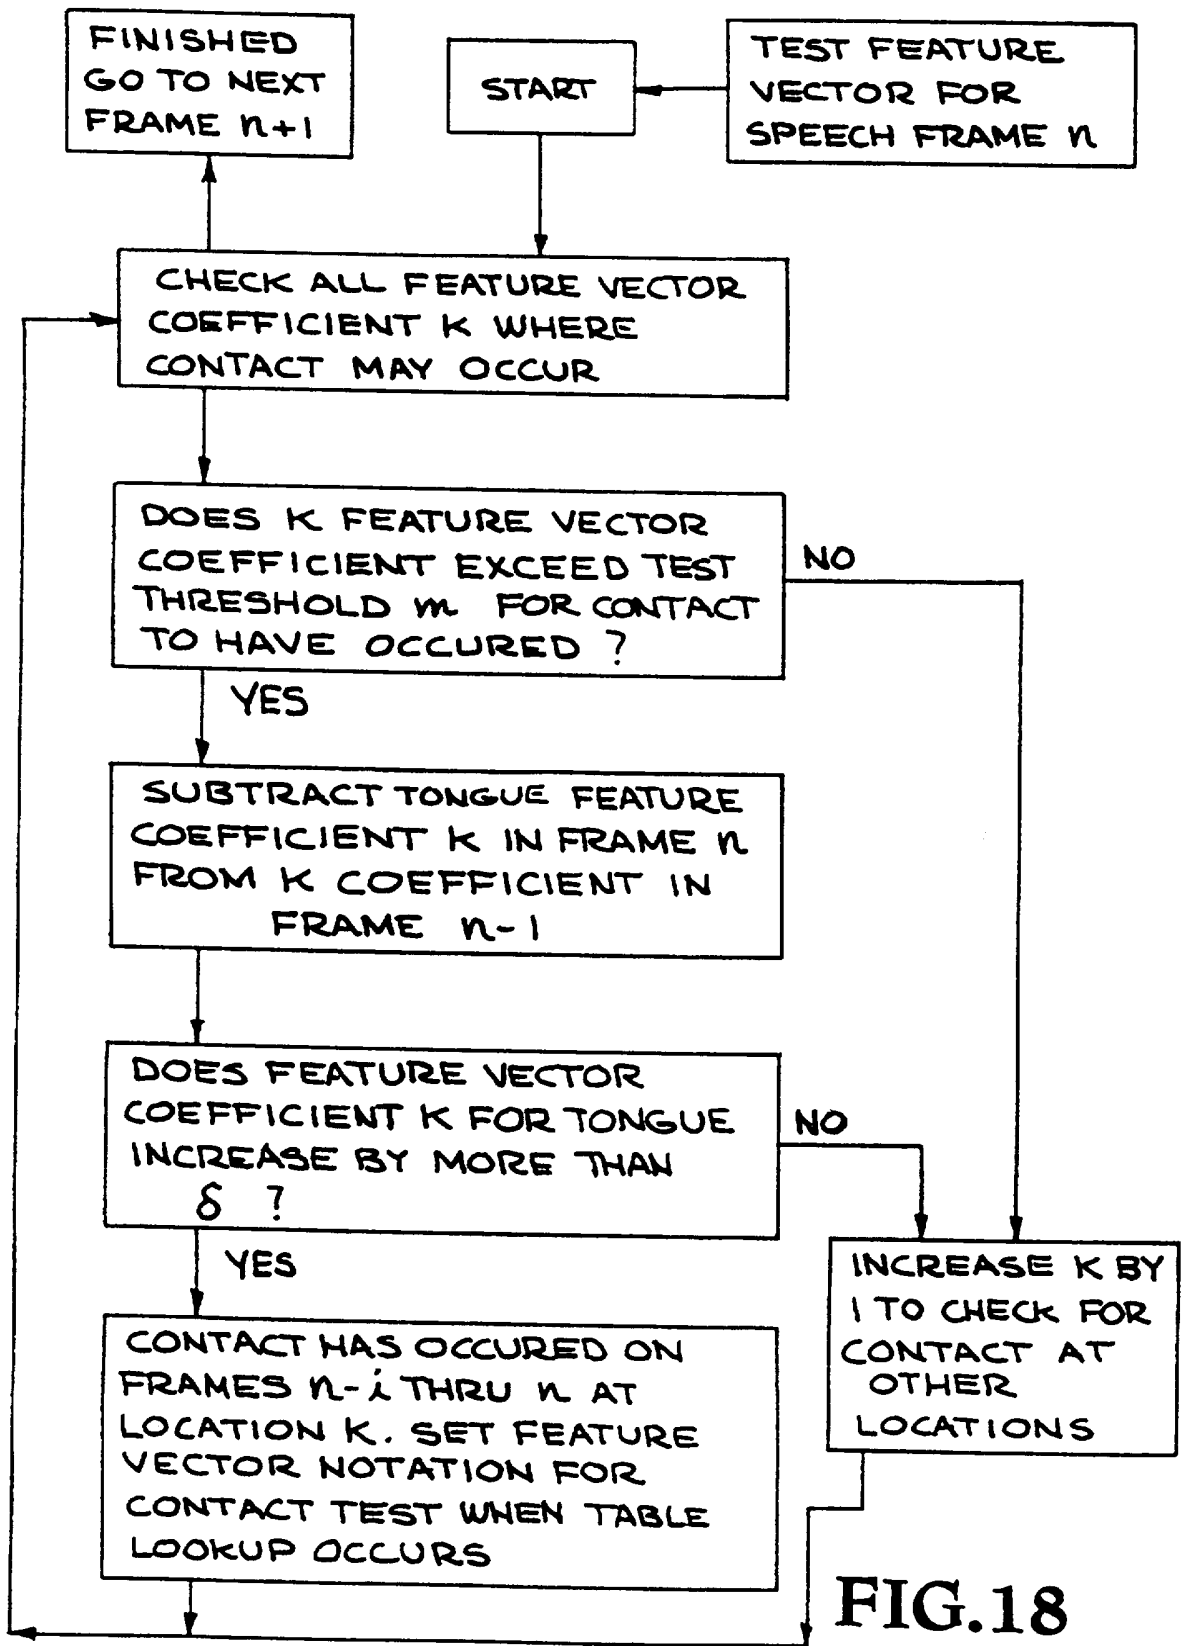 FINISHED
GO TO NEXT
FRAME n+1
START
TEST FEATURE
VECTOR FOR
SPEECH FRAME n
CHECK ALL FEATURE VECTOR
COEFFICIENT K WHERE
CONTACT MAY OCCUR
DOES K FEATURE VECTOR
COEFFICIENT EXCEED TEST
THRESHOLD m FOR CONTACT
TO HAVE OCCURED ?
NO
YES
SUBTRACT TONGUE FEATURE
COEFFICIENT K IN FRAME n
FROM K COEFFICIENT IN
FRAME n-1
DOES FEATURE VECTOR
COEFFICIENT K FOR TONGUE
INCREASE BY MORE THAN
δ ?
NO
YES
INCREASE K BY
1 TO CHECK FOR
CONTACT AT
OTHER
LOCATIONS
CONTACT HAS OCCURED ON
FRAMES n-i THRU n AT
LOCATION K. SET FEATURE
VECTOR NOTATION FOR
CONTACT TEST WHEN TABLE
LOOKUP OCCURS
FIG.18